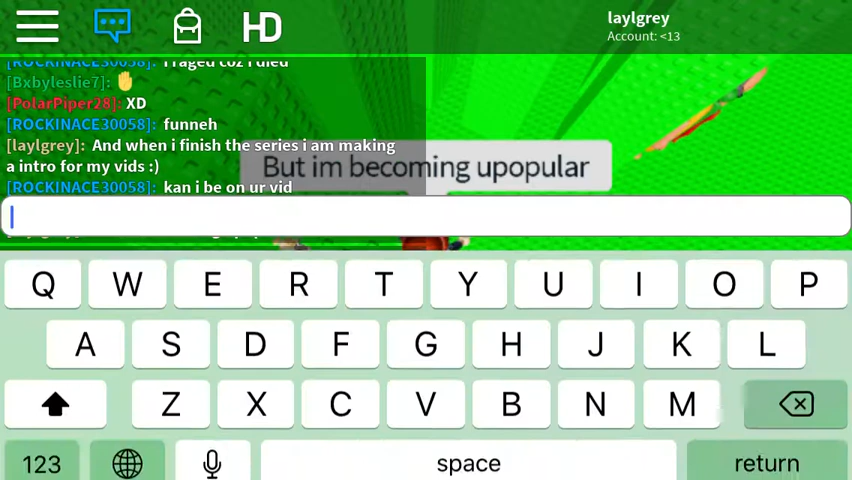 HD
laylgrey
Account: <13
[ROCKINACE30058]: i raged coz i died
[Bxbyleslie7]: ✋
[PolarPiper28]: XD
[ROCKINACE30058]: funneh
[laylgrey]: And when i finish the series i am making
a intro for my vids :)
[ROCKINACE30058]: kan i be on ur vid
But im becoming upopular
Q W E R T Y U I O P
A S D F G H J K L
Z X C V B N M
123 space return